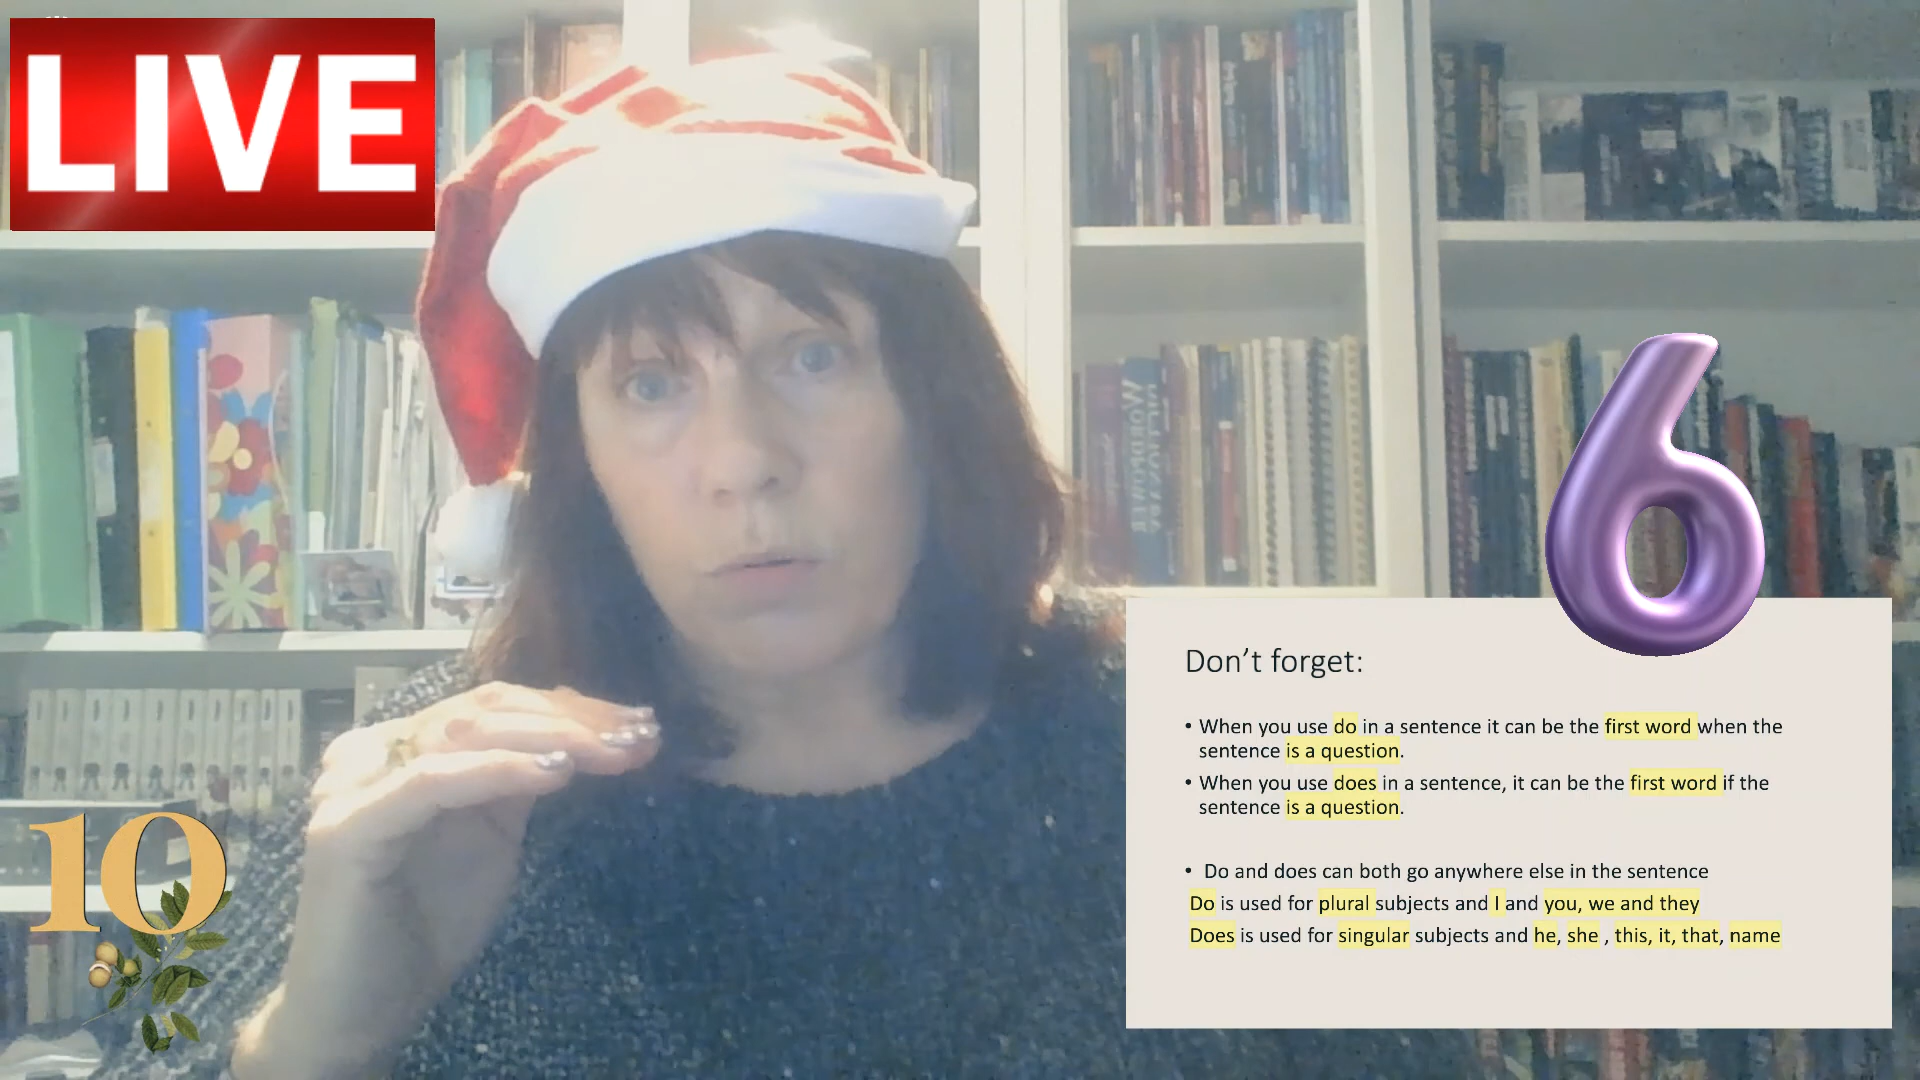 LIVE
6
Don’t forget:
• When you use do in a sentence it can be the first word when the
sentence is a question.
• When you use does in a sentence, it can be the first word if the
sentence is a question.
• Do and does can both go anywhere else in the sentence
Do is used for plural subjects and I and you, we and they
Does is used for singular subjects and he, she , this, it, that, name
10
WORDPOWER